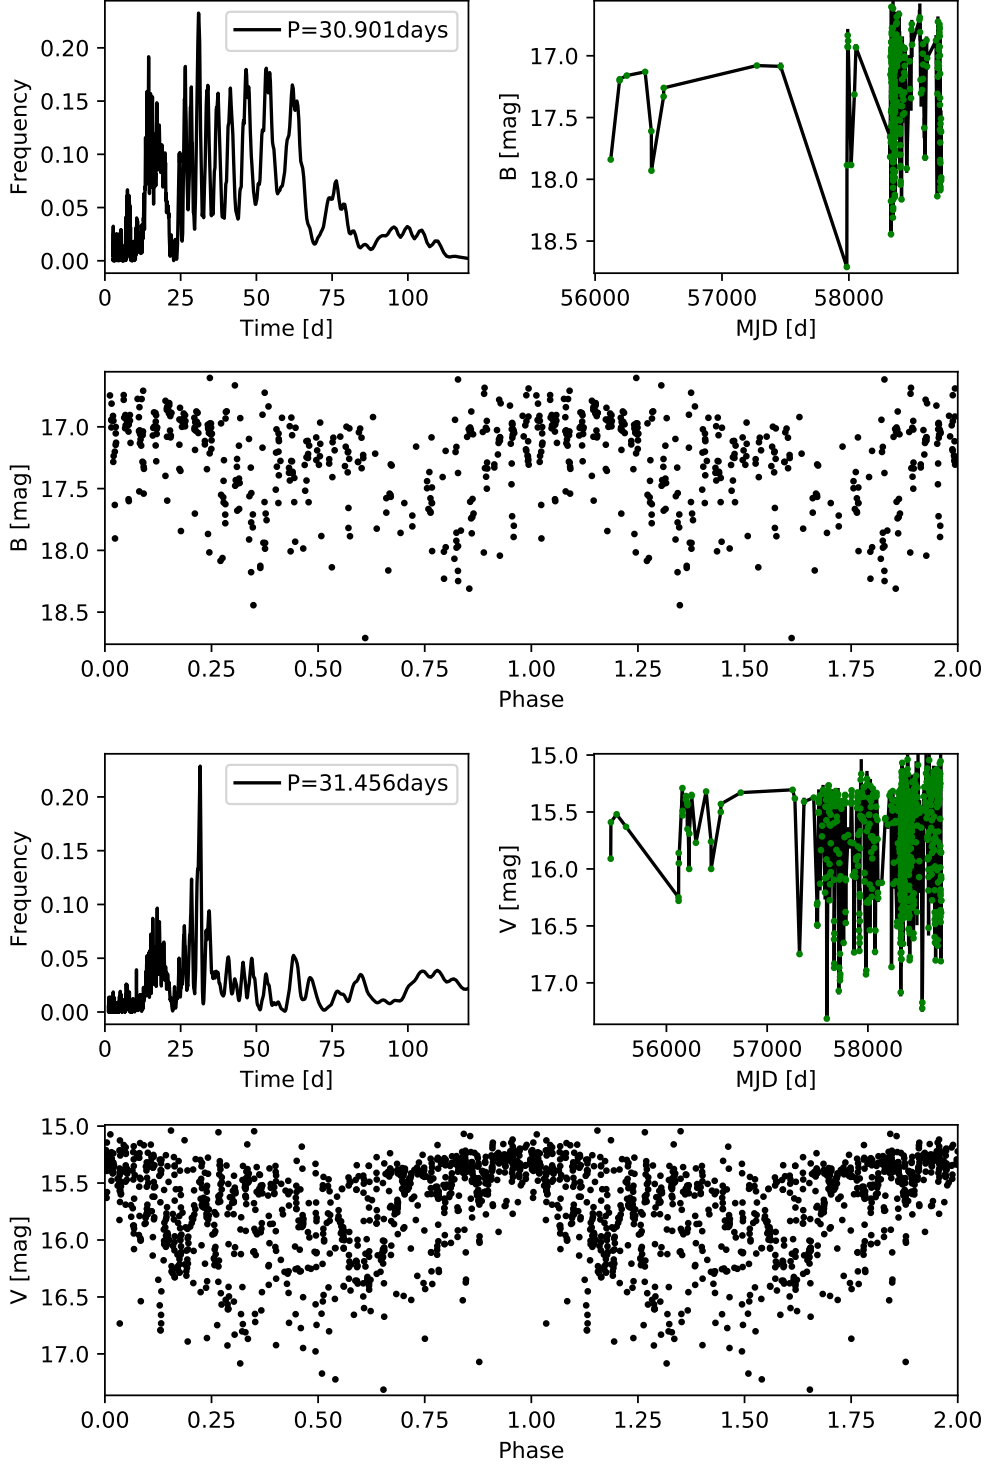 P=30.901days
0.20
0.15
0.10
0.05
0.00
Frequency
0 25 50 75 100
Time [d]
17.0
17.5
18.0
18.5
B [mag]
56000 57000 58000
MJD [d]
17.0
17.5
18.0
18.5
B [mag]
0.00 0.25 0.50 0.75 1.00 1.25 1.50 1.75 2.00
Phase
P=31.456days
0.20
0.15
0.10
0.05
0.00
Frequency
0 25 50 75 100
Time [d]
15.0
15.5
16.0
16.5
17.0
V [mag]
56000 57000 58000
MJD [d]
15.0
15.5
16.0
16.5
17.0
V [mag]
0.00 0.25 0.50 0.75 1.00 1.25 1.50 1.75 2.00
Phase